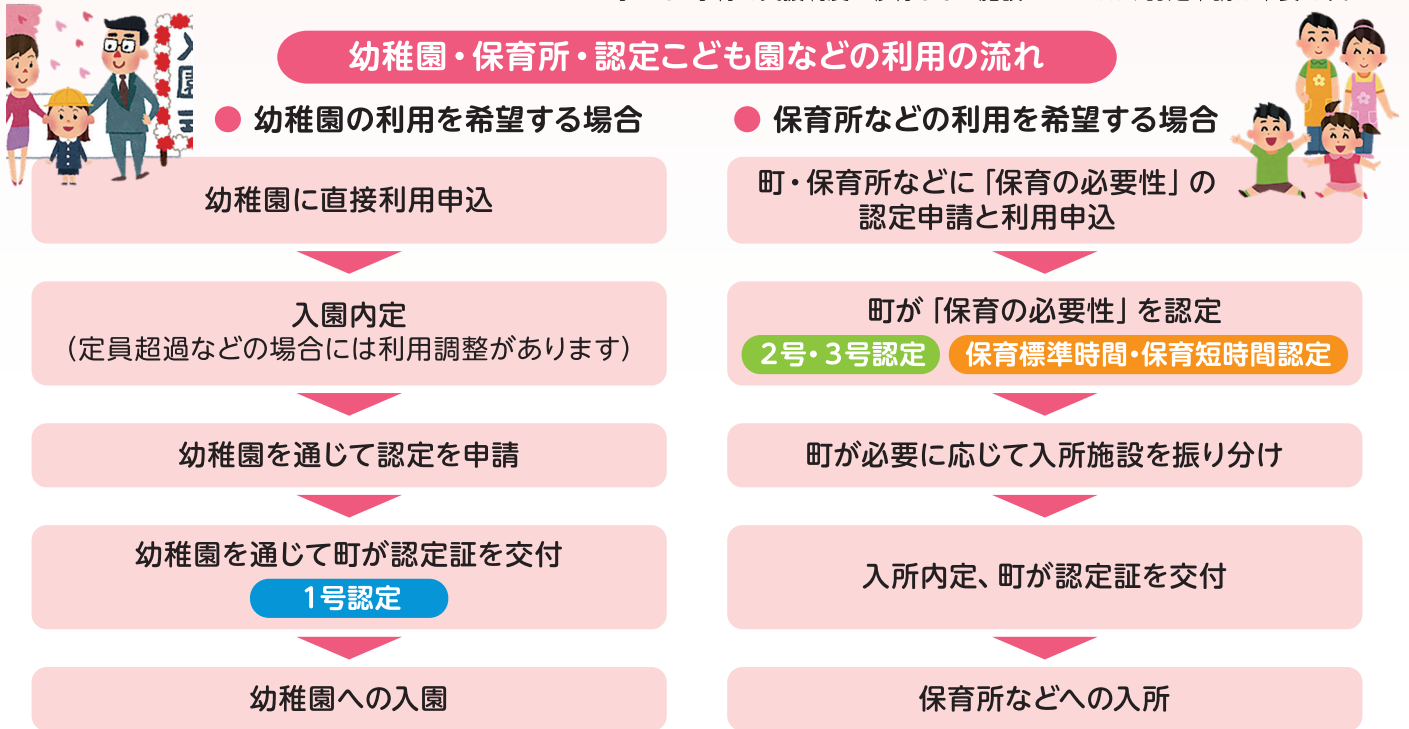 幼稚園・保育所・認定こども園などの利用の流れ
● 幼稚園の利用を希望する場合
幼稚園に直接利用申込
入園内定
（定員超過などの場合には利用調整があります）
幼稚園を通じて認定を申請
幼稚園を通じて町が認定証を交付
1号認定
幼稚園への入園
● 保育所などの利用を希望する場合
町・保育所などに「保育の必要性」の
認定申請と利用申込
町が「保育の必要性」を認定
2号・3号認定 保育標準時間・保育短時間認定
町が必要に応じて入所施設を振り分け
入所内定、町が認定証を交付
保育所などへの入所